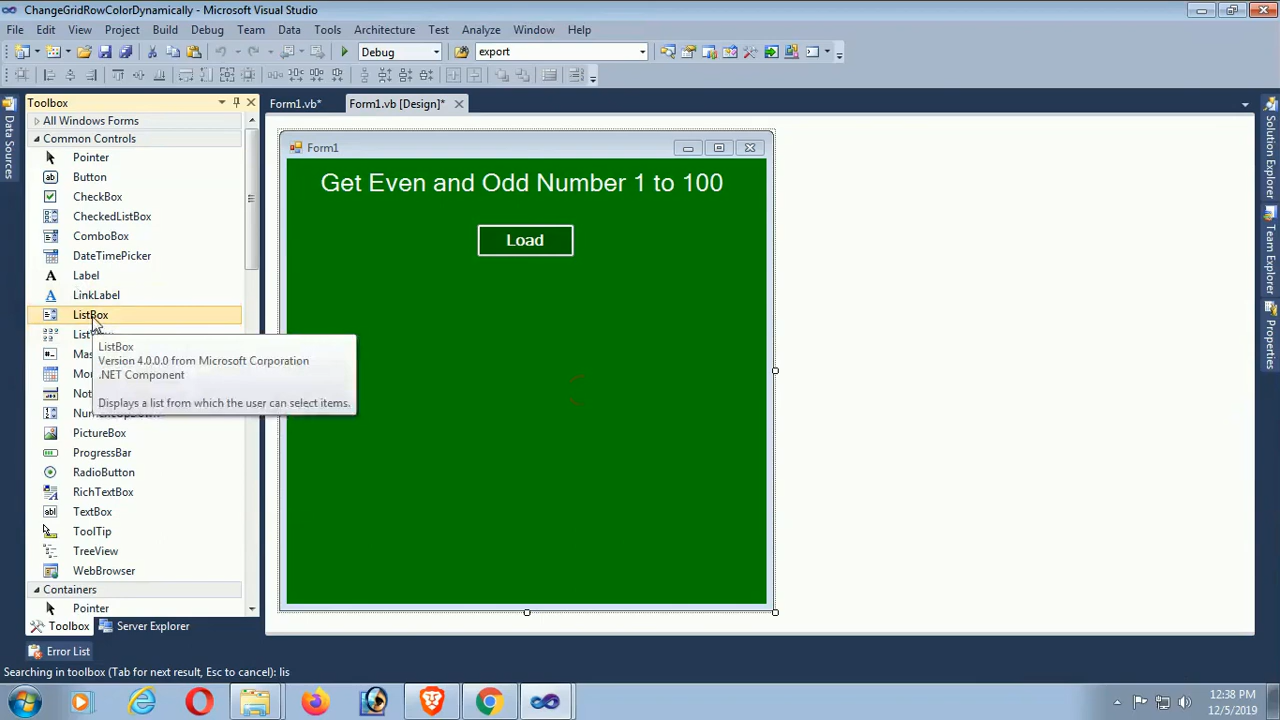 ChangeGridRowColorDynamically - Microsoft Visual Studio
File Edit View Project Build Debug Team Data Tools Architecture Test Analyze Window Help
Debug export
Toolbox
Form1.vb* Form1.vb [Design]*
Data Sources
All Windows Forms
Common Controls
Pointer
Button
CheckBox
CheckedListBox
ComboBox
DateTimePicker
Label
LinkLabel
ListBox
List
Mas
Mon
Not
PictureBox
ProgressBar
RadioButton
RichTextBox
TextBox
ToolTip
TreeView
WebBrowser
Containers
Pointer
ListBox
Version 4.0.0.0 from Microsoft Corporation
.NET Component
Displays a list from which the user can select items.
Form1
Get Even and Odd Number 1 to 100
Load
Solution Explorer
Team Explorer
Properties
Toolbox Server Explorer
Error List
Searching in toolbox (Tab for next result, Esc to cancel): lis
12:38 PM
12/5/2019